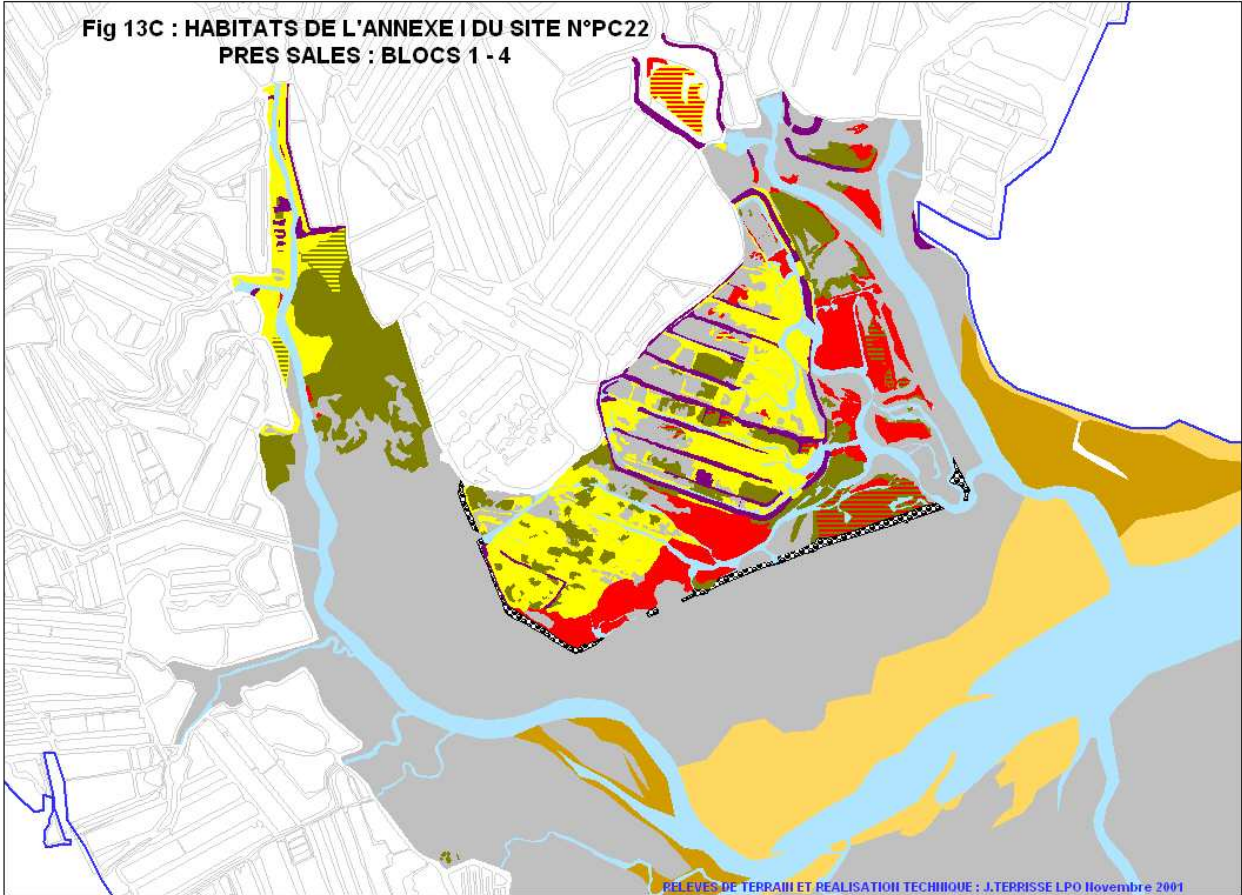 Fig 13C : HABITATS DE L'ANNEXE I DU SITE N°PC22
PRES SALES : BLOCS 1 - 4
RELEVES DE TERRAIN ET REALISATION TECHNIQUE : J.TERRISSE LPO Novembre 2001